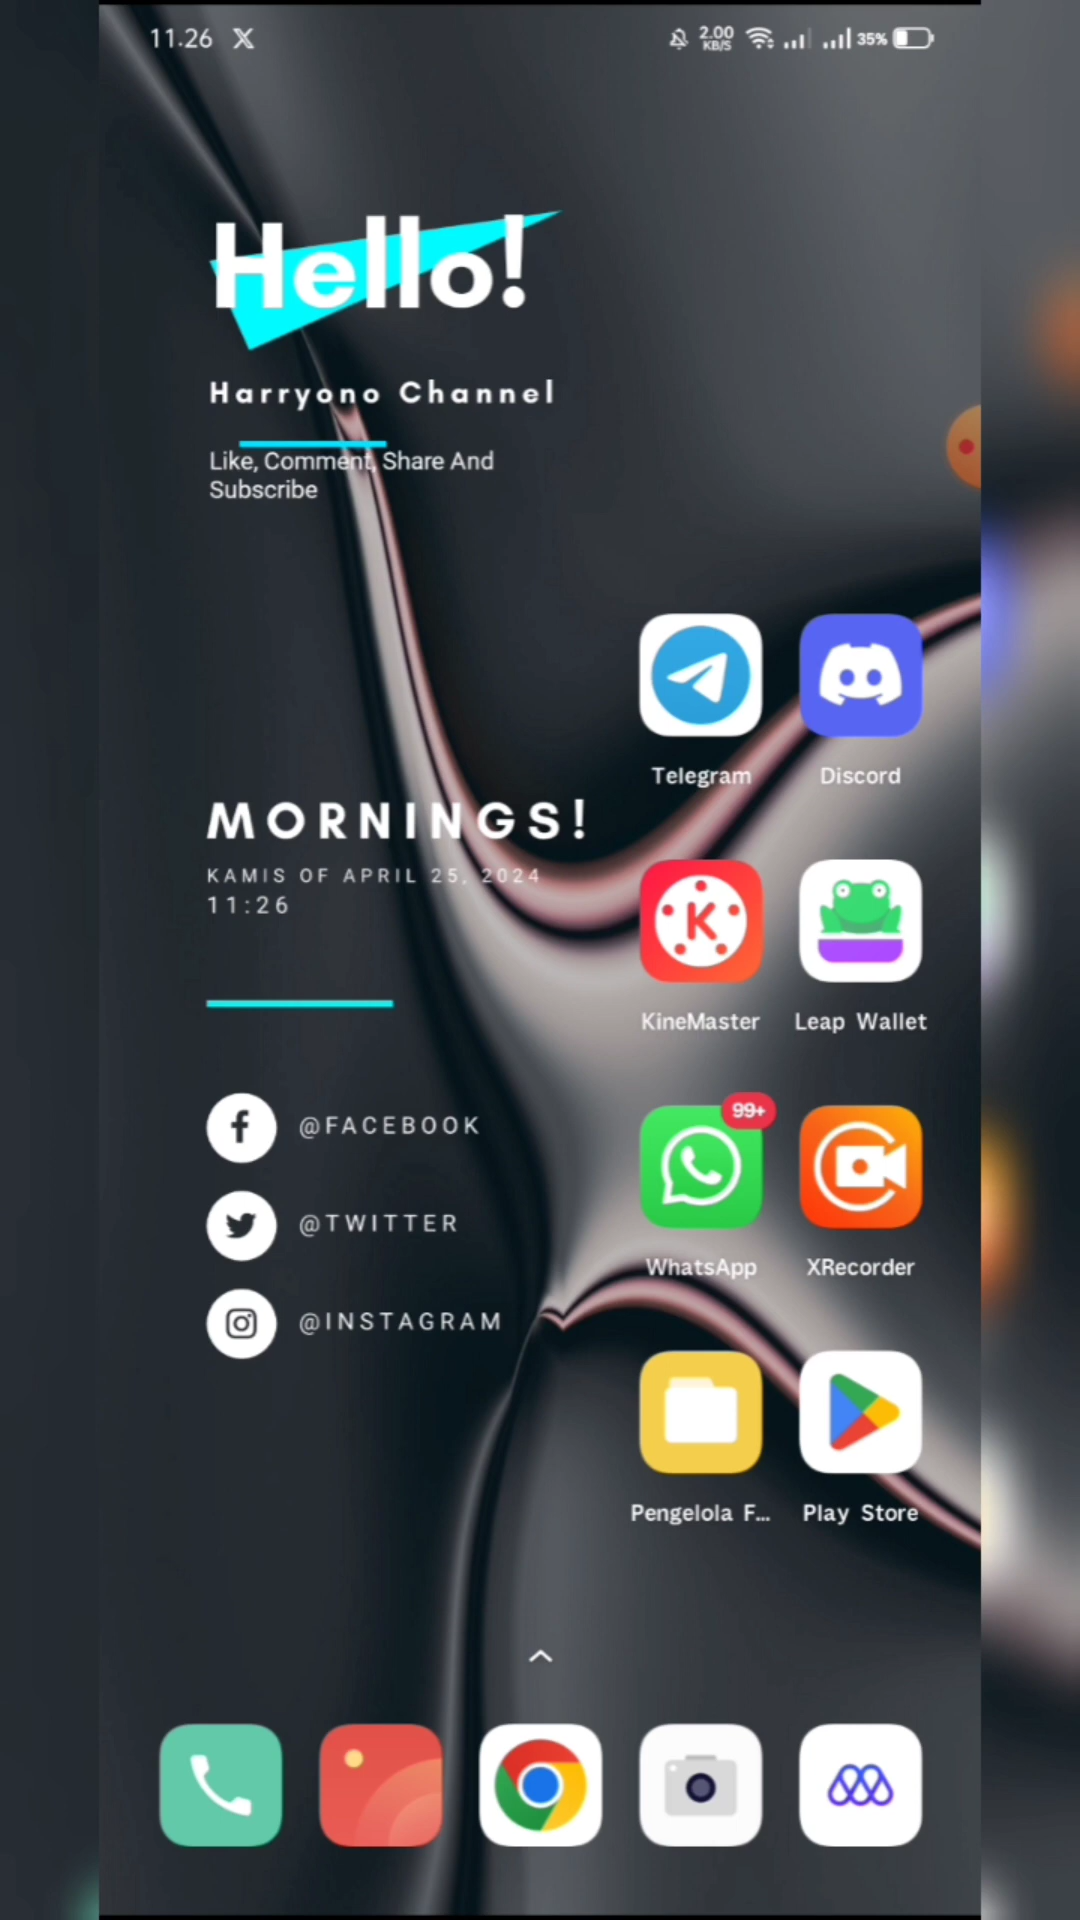 11.26
2.00
KB/S
35%
Hello!
Harryono Channel
Like, Comment, Share And
Subscribe
Telegram
Discord
MORNINGS!
KAMIS OF APRIL 25, 2024
11:26
K
KineMaster
Leap Wallet
@FACEBOOK
99+
@TWITTER
WhatsApp
XRecorder
@INSTAGRAM
Pengelola F...
Play Store